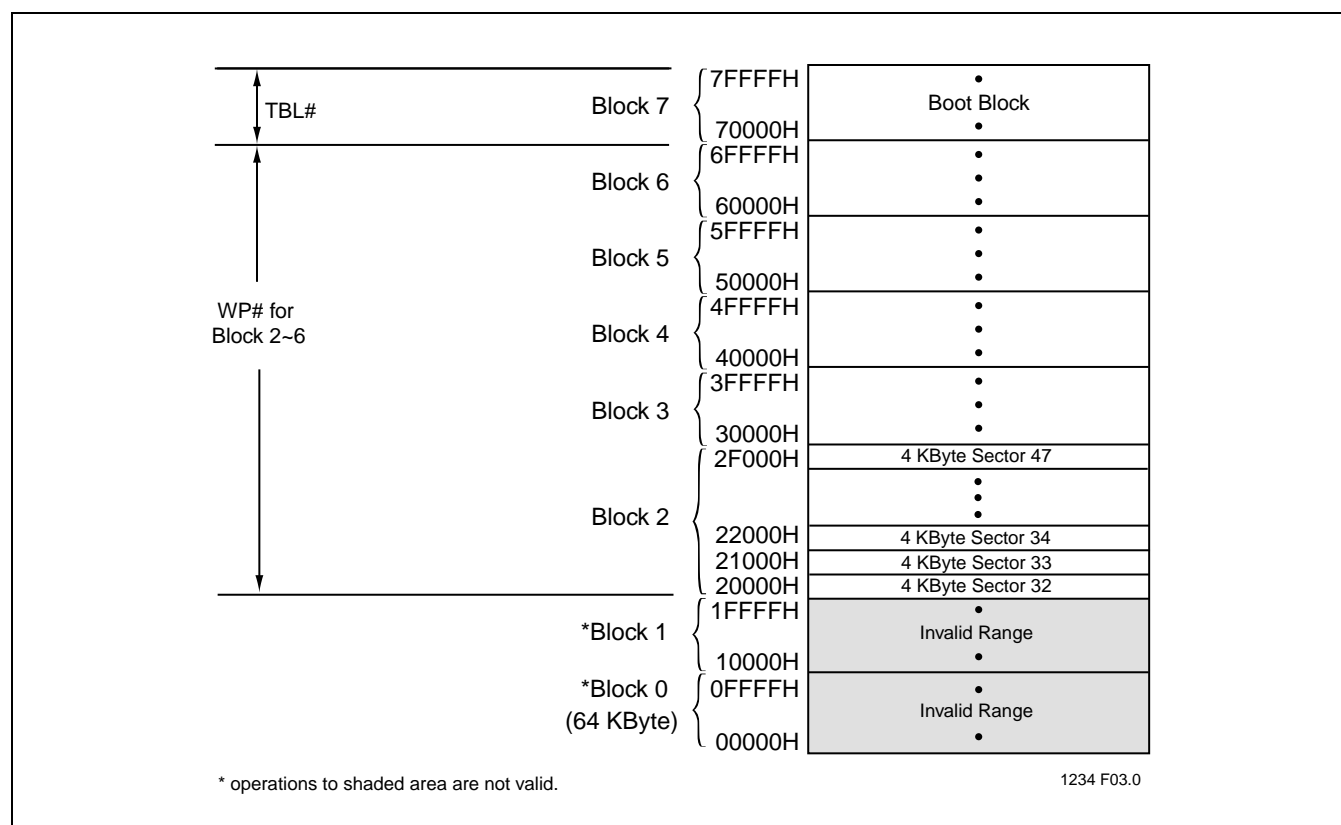 TBL#
Block 7
7FFFFH
Boot Block
70000H
Block 6
6FFFFH
60000H
Block 5
5FFFFH
50000H
WP# for
Block 2~6
Block 4
4FFFFH
40000H
Block 3
3FFFFH
30000H
Block 2
2F000H
4 KByte Sector 47
22000H
4 KByte Sector 34
21000H
4 KByte Sector 33
20000H
4 KByte Sector 32
*Block 1
1FFFFH
Invalid Range
10000H
*Block 0
(64 KByte)
0FFFFH
Invalid Range
00000H
* operations to shaded area are not valid.
1234 F03.0